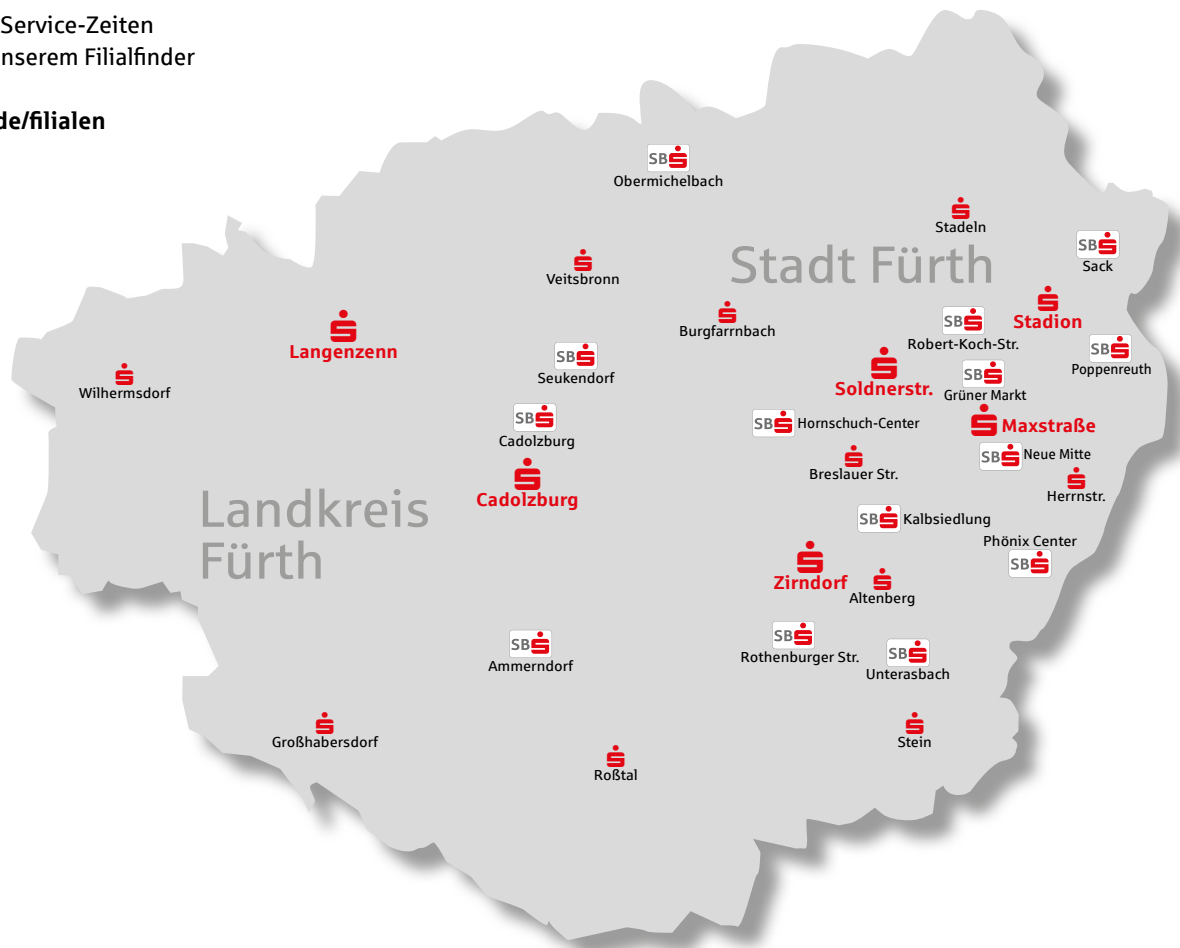 Service-Zeiten
nserem Filialfinder
de/filialen
SB
Obermichelbach
Stadeln
SB
Sack
Stadt Fürth
Veitsbronn
Burgfarrnbach
Stadion
SB
Robert-Koch-Str.
Langenzenn
SB
Poppenreuth
SB
Seukendorf
Soldnerstr.
SB
Grüner Markt
Wilhermsdorf
SB
Cadolzburg
SB Hornschuch-Center
Maxstraße
SB Neue Mitte
Breslauer Str.
Herrnstr.
Cadolzburg
Landkreis
Fürth
SB Kalbsiedlung
Phönix Center
SB
Zirndorf
Altenberg
SB
Ammerndorf
SB
Rothenburger Str.
SB
Unterasbach
Großhabersdorf
Stein
Roßtal